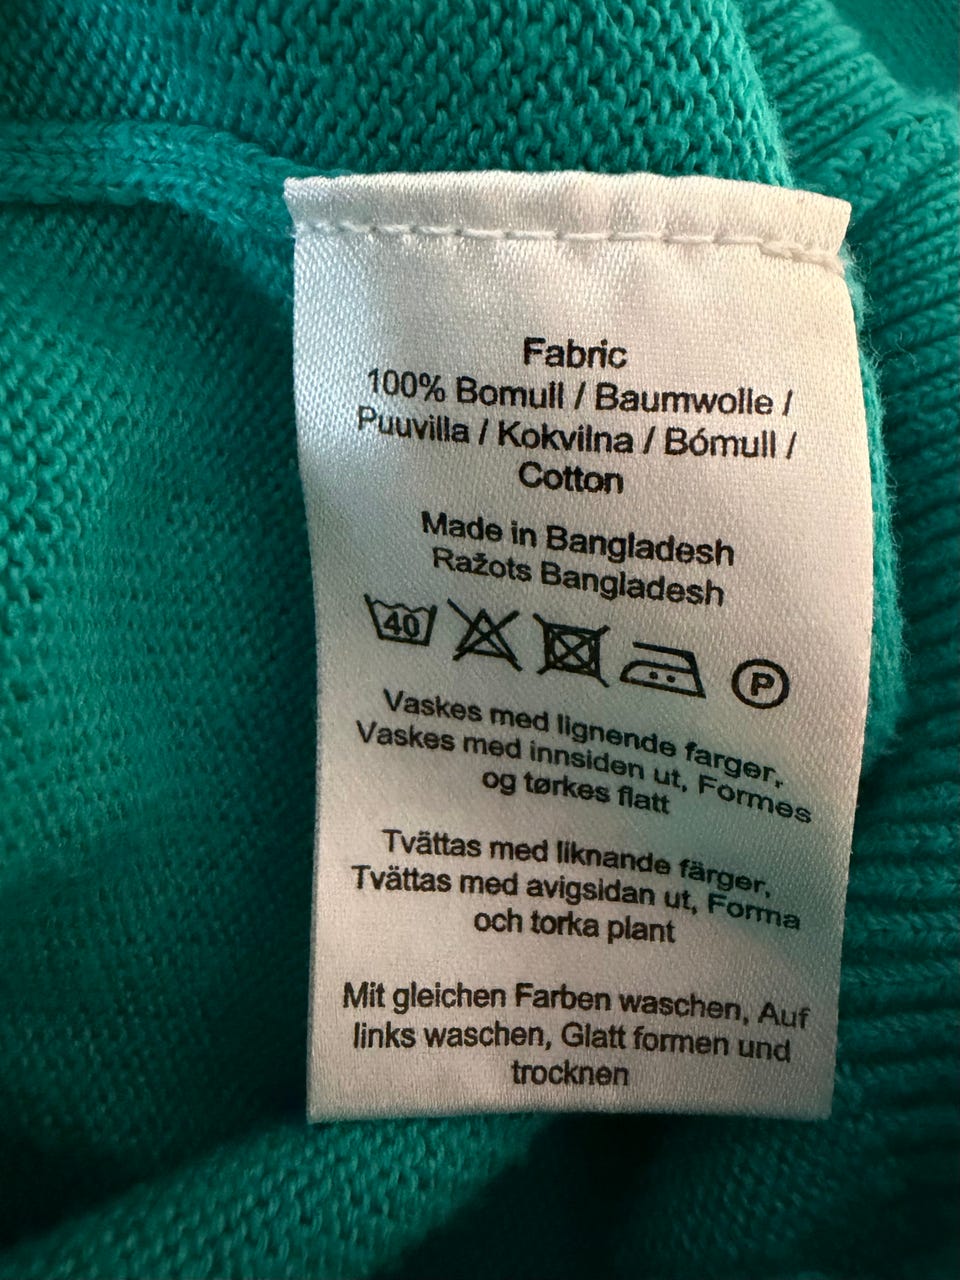 Fabric
100% Bomull / Baumwolle /
Puuvilla / Kokvilna / Bómull /
Cotton
Made in Bangladesh
Ražots Bangladesh
40 P
Vaskes med lignende farger,
Vaskes med innsiden ut, Formes
og tørkes flatt
Tvättas med liknande färger,
Tvättas med avigsidan ut, Forma
och torka plant
Mit gleichen Farben waschen, Auf
links waschen, Glatt formen und
trocknen